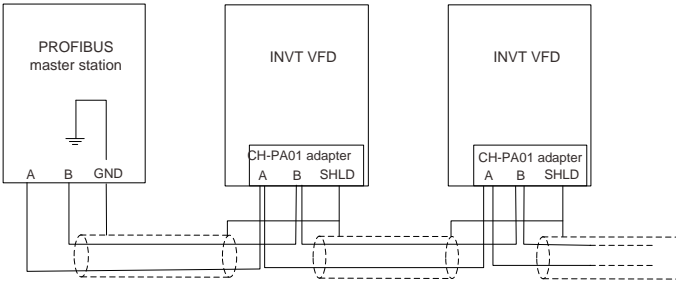 PROFIBUS
master station
A B GND
INVT VFD
CH-PA01 adapter
A B SHLD
INVT VFD
CH-PA01 adapter
A B SHLD